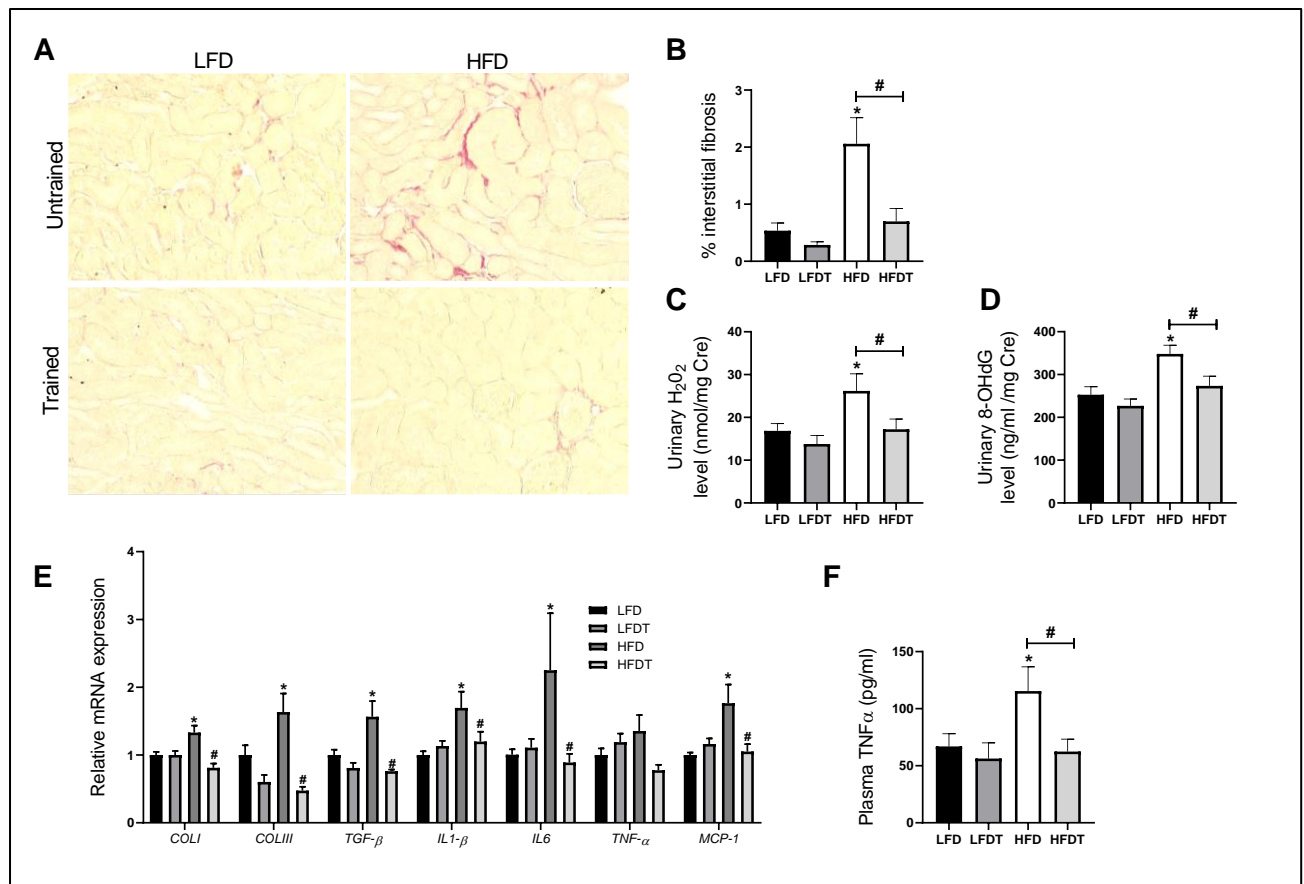 A
LFD
HFD
Untrained
Trained
B
% interstitial fibrosis
3
2
1
0
*
#
LFD
LFDT
HFD
HFDT
C
Urinary H₂0₂
level (nmol/mg Cre)
40
30
20
10
0
*
#
LFD
LFDT
HFD
HFDT
D
Urinary 8-OHdG
level (ng/ml /mg Cre)
400
300
200
100
0
*
#
LFD
LFDT
HFD
HFDT
E
Relative mRNA expression
4
3
2
1
0
LFD
LFDT
HFD
HFDT
* #
* #
* #
* #
* #
* #
COLI
COLIII
TGF-β
IL1-β
IL6
TNF-α
MCP-1
F
Plasma TNFα (pg/ml)
150
100
50
0
*
#
LFD
LFDT
HFD
HFDT